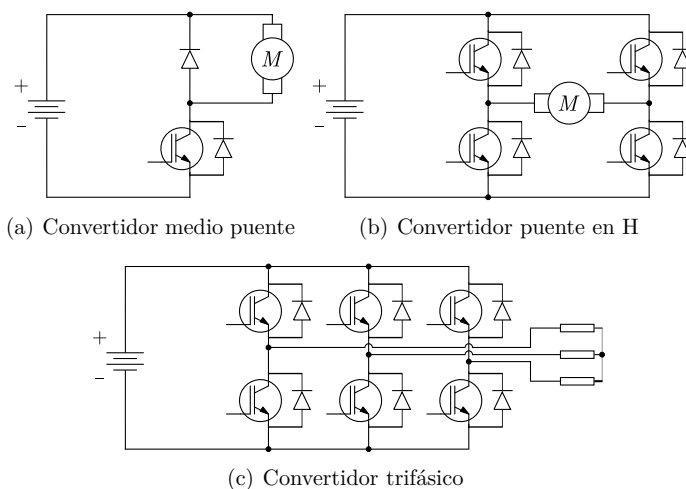 +
M
-
(a) Convertidor medio puente
+
M
-
(b) Convertidor puente en H
+
-
(c) Convertidor trifásico